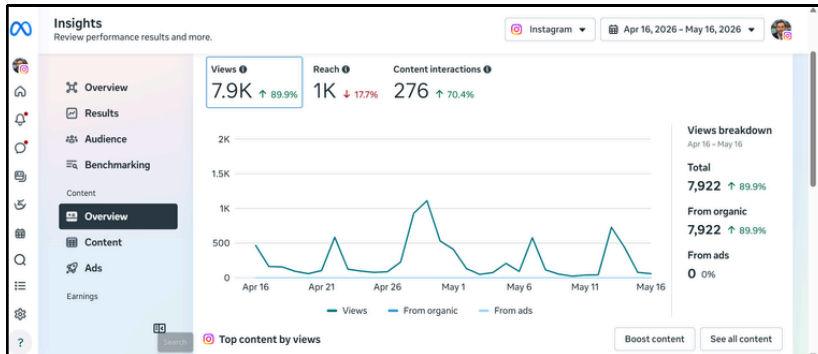 Insights
Review performance results and more.
Instagram
Apr 16, 2026 - May 16, 2026
Overview
Results
Audience
Benchmarking
Content
Overview
Content
Ads
Earnings
Search
Views
7.9K ↑ 89.9%
Reach
1K ↓ 17.7%
Content interactions
276 ↑ 70.4%
2K
1.5K
1K
500
0
Apr 16 Apr 21 Apr 26 May 1 May 6 May 11 May 16
Views From organic From ads
Views breakdown
Apr 16 - May 16
Total
7,922 ↑ 89.9%
From organic
7,922 ↑ 89.9%
From ads
0 0%
Top content by views
Boost content
See all content